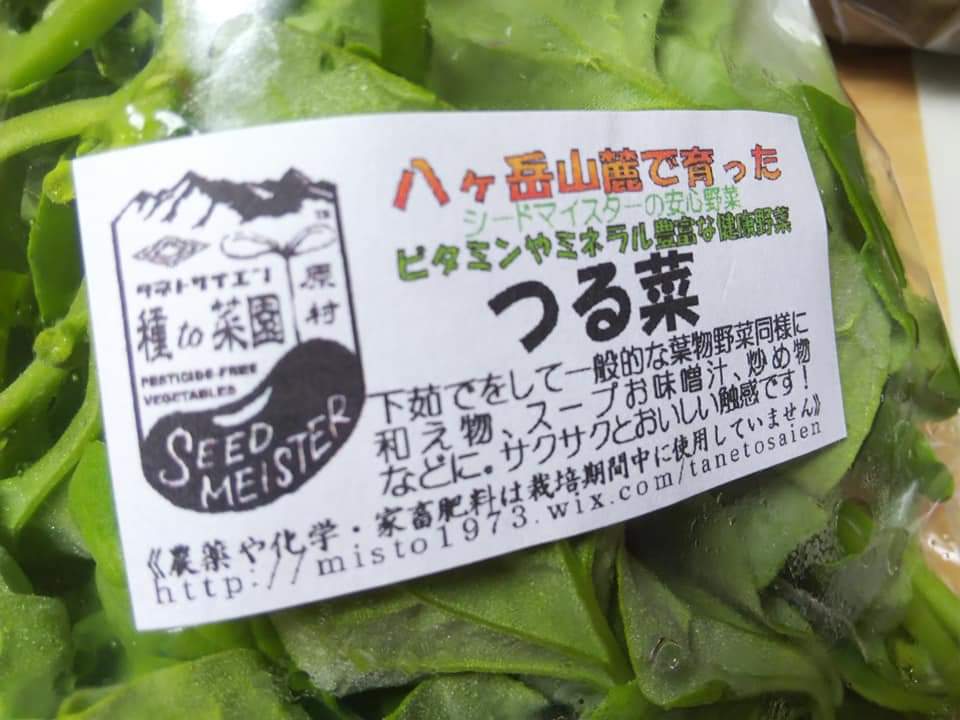 八ヶ岳山麓で育った
シードマイスターの安心野菜
ビタミンやミネラル豊富な健康野菜
つる菜
下茹でをして一般的な葉物野菜同様に
和え物、スープお味噌汁、炒め物
などに。サクサクとおいしい触感です!
《農薬や化学・家畜肥料は栽培期間中に使用していません》
http://misto1973.wix.com/tanetosaien
タネトサイエン
原村
種to菜園
PESTICIDE-FREE
VEGETABLES
SEED
MEISTER